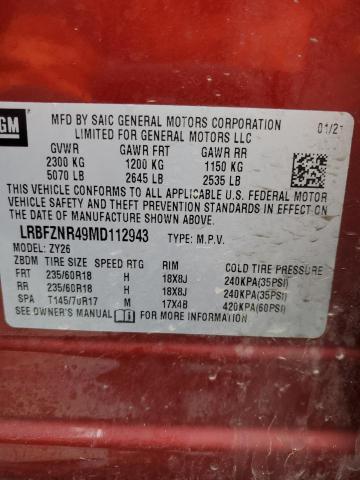 GM
MFD BY SAIC GENERAL MOTORS CORPORATION 01/21
LIMITED FOR GENERAL MOTORS LLC
GVWR GAWR FRT GAWR RR
2300 KG 1200 KG 1150 KG
5070 LB 2645 LB 2535 LB
THIS VEHICLE CONFORMS TO ALL APPLICABLE U.S. FEDERAL MOTOR
VEHICLE SAFETY, BUMPER, AND THEFT PREVENTION STANDARDS IN
EFFECT ON THE DATE OF MANUFACTURE SHOWN ABOVE.
LRBFZNR49MD112943 TYPE: M.P.V.
MODEL: ZY26
ZBDM TIRE SIZE SPEED RTG RIM COLD TIRE PRESSURE
FRT 235/60R18 H 18X8J 240KPA(35PSI)
RR 235/60R18 H 18X8J 240KPA(35PSI)
SPA T145/70R17 M 17X4B 420KPA(60PSI)
SEE OWNER'S MANUAL FOR MORE INFORMATION